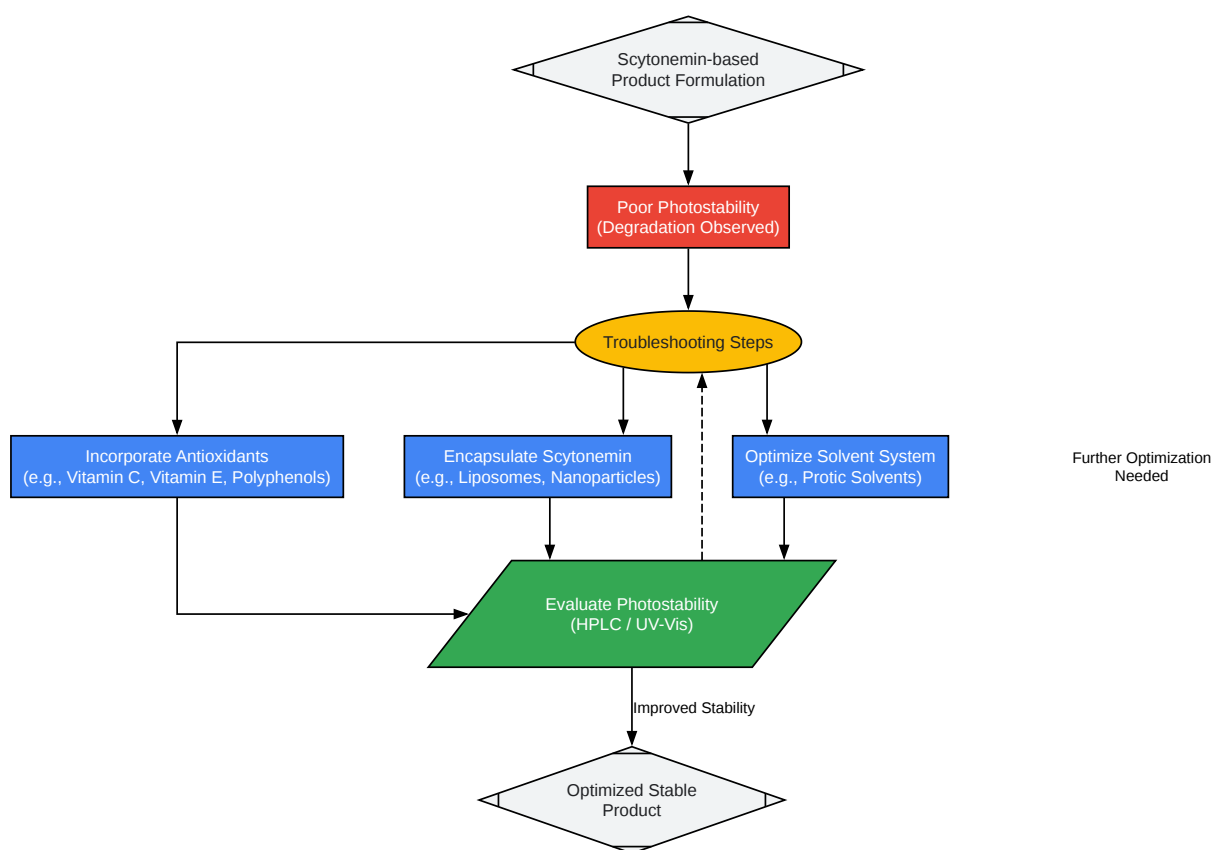 Scytonemin-based
Product Formulation
Poor Photostability
(Degradation Observed)
Troubleshooting Steps
Incorporate Antioxidants
(e.g., Vitamin C, Vitamin E, Polyphenols)
Encapsulate Scytonemin
(e.g., Liposomes, Nanoparticles)
Optimize Solvent System
(e.g., Protic Solvents)
Further Optimization
Needed
Evaluate Photostability
(HPLC / UV-Vis)
Improved Stability
Optimized Stable
Product